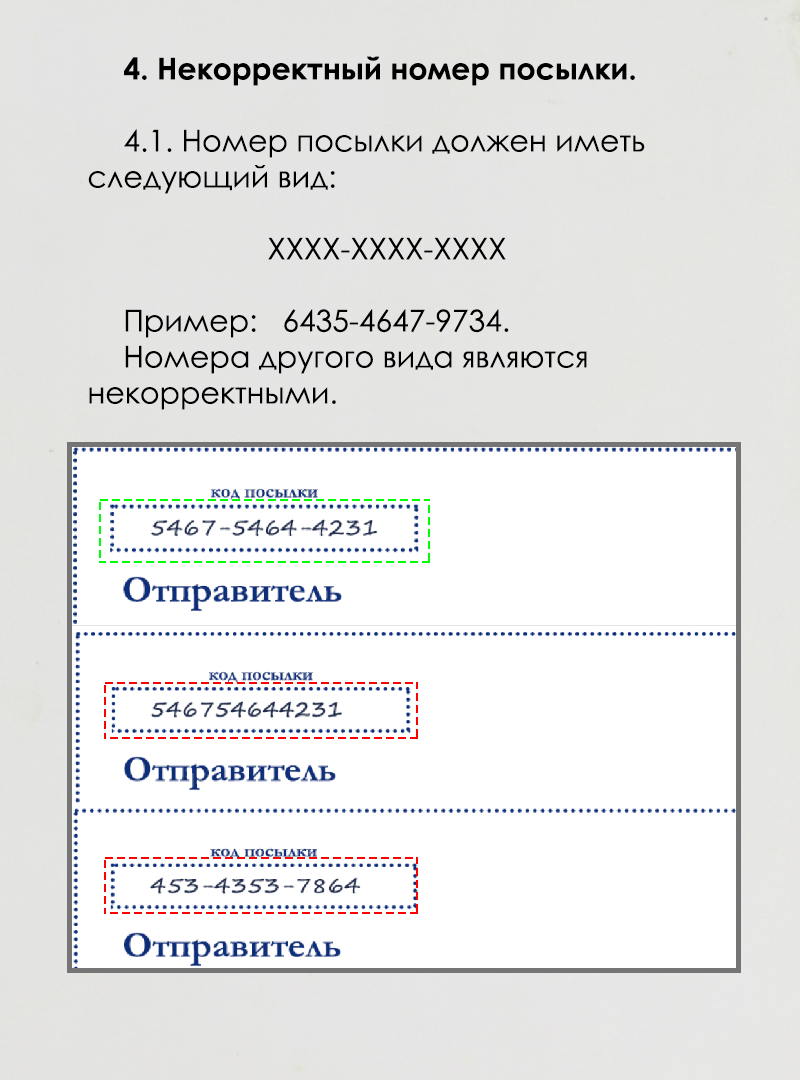 4. Некорректный номер посылки.
4.1. Номер посылки должен иметь
следующий вид:
XXXX-XXXX-XXXX
Пример: 6435-4647-9734.
Номера другого вида являются
некорректными.
код посылки
5467-5464-4231
Отправитель
код посылки
546754644231
Отправитель
код посылки
453-4353-7864
Отправитель